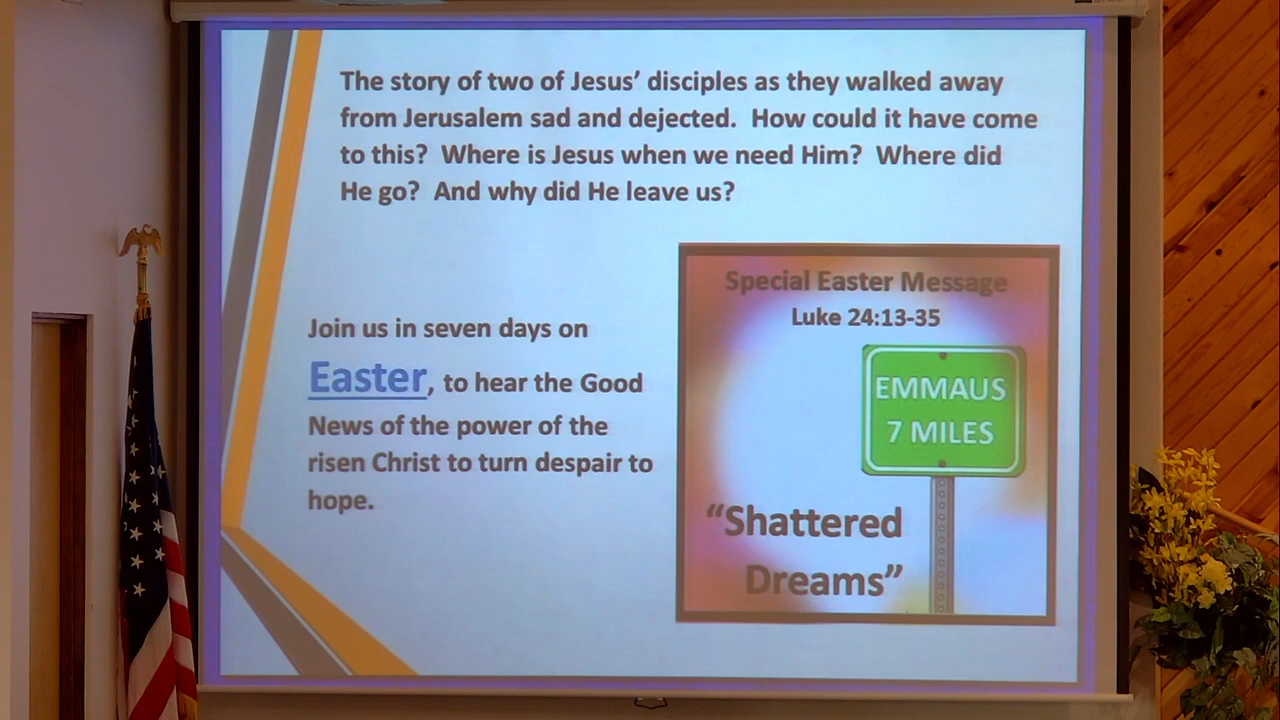 The story of two of Jesus’ disciples as they walked away
from Jerusalem sad and dejected.  How could it have come
to this?  Where is Jesus when we need Him?  Where did
He go?  And why did He leave us?
Join us in seven days on
Easter, to hear the Good
News of the power of the
risen Christ to turn despair to
hope.
Special Easter Message
Luke 24:13-35
EMMAUS
7 MILES
“Shattered
Dreams”